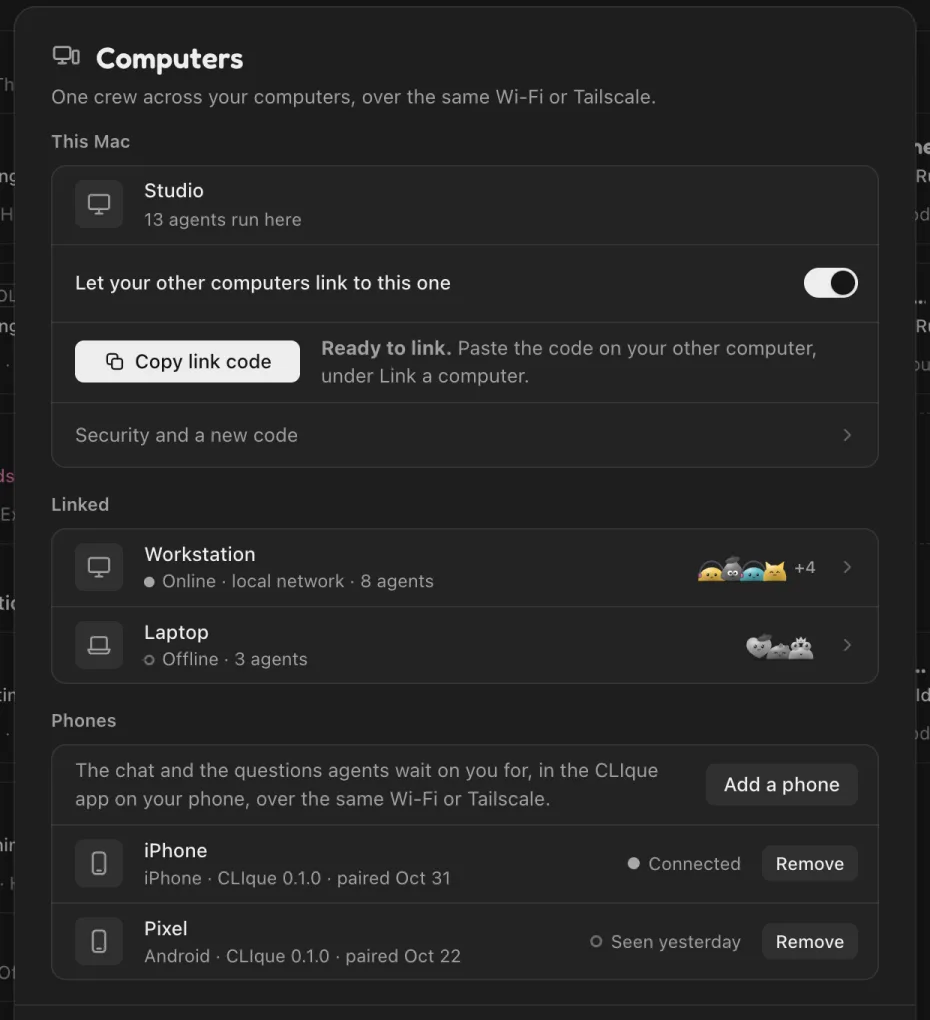 Computers
One crew across your computers, over the same Wi-Fi or Tailscale.
This Mac
Studio
13 agents run here
Let your other computers link to this one
Copy link code
Ready to link. Paste the code on your other computer,
under Link a computer.
Security and a new code
Linked
Workstation
Online · local network · 8 agents
+4
Laptop
Offline · 3 agents
Phones
The chat and the questions agents wait on you for, in the CLIque
app on your phone, over the same Wi-Fi or Tailscale.
Add a phone
iPhone
iPhone · CLIque 0.1.0 · paired Oct 31
Connected
Remove
Pixel
Android · CLIque 0.1.0 · paired Oct 22
Seen yesterday
Remove